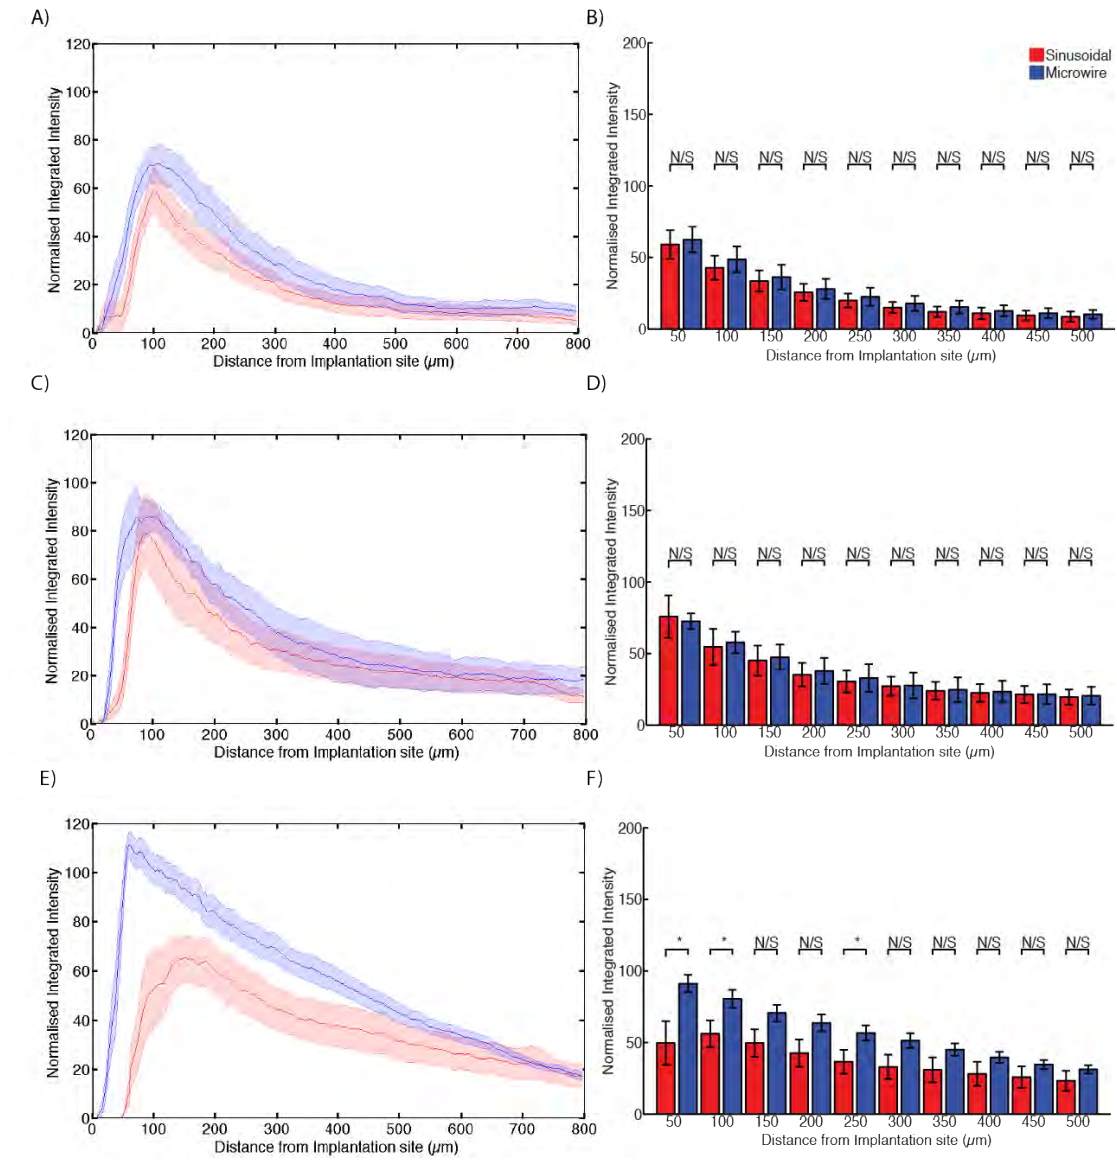 A)
120
100
80
60
40
20
0
Normalised Integrated Intensity
0 100 200 300 400 500 600 700 800
Distance from Implantation site (µm)
B)
200
150
100
50
0
Normalised Integrated Intensity
Sinusoidal
Microwire
N/S N/S N/S N/S N/S N/S N/S N/S N/S N/S
50 100 150 200 250 300 350 400 450 500
Distance from Implantation site (µm)
C)
120
100
80
60
40
20
0
Normalised Integrated Intensity
0 100 200 300 400 500 600 700 800
Distance from Implantation site (µm)
D)
200
150
100
50
0
Normalised Integrated Intensity
N/S N/S N/S N/S N/S N/S N/S N/S N/S N/S
50 100 150 200 250 300 350 400 450 500
Distance from Implantation site (µm)
E)
120
100
80
60
40
20
0
Normalised Integrated Intensity
0 100 200 300 400 500 600 700 800
Distance from Implantation site (µm)
F)
200
150
100
50
0
Normalised Integrated Intensity
* * N/S N/S * N/S N/S N/S N/S N/S
50 100 150 200 250 300 350 400 450 500
Distance from Implantation site (µm)